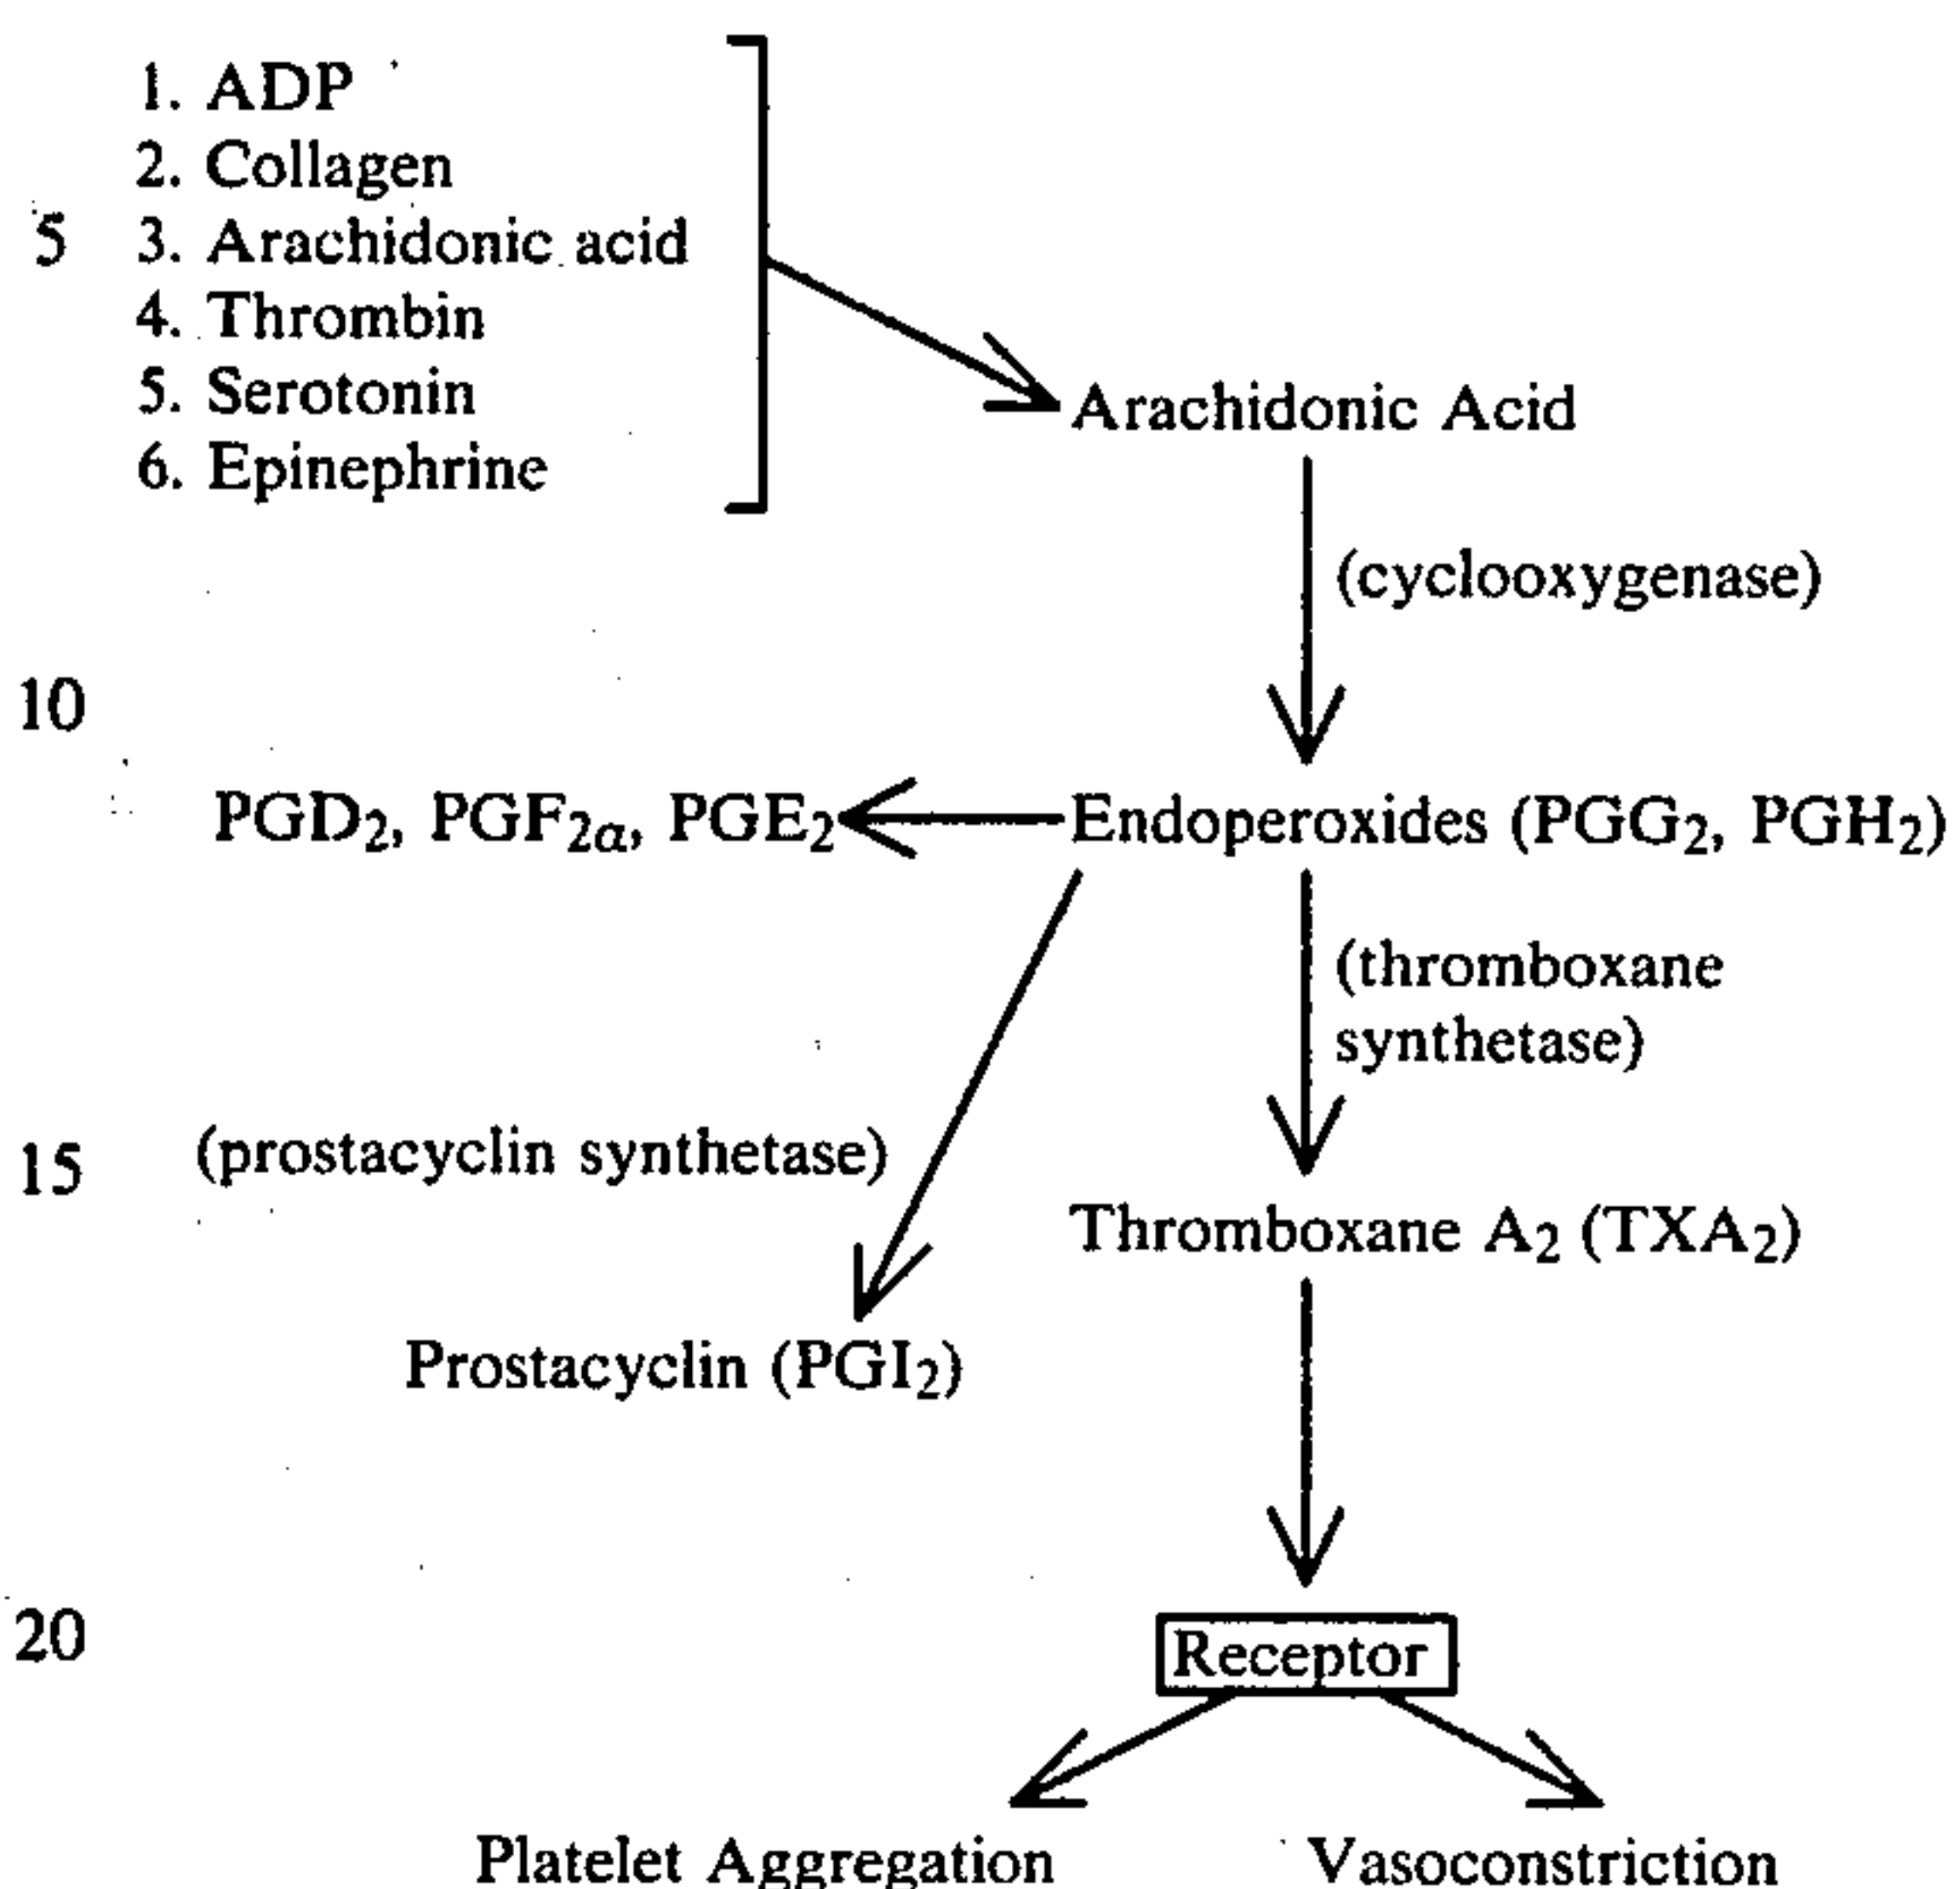 1. ADP
2. Collagen
5 3. Arachidonic acid
4. Thrombin
5. Serotonin
Arachidonic Acid
6. Epinephrine
(cyclooxygenase)
10
PGD2, PGF2α, PGE2 Endoperoxides (PGG2, PGH2)
(thromboxane
synthetase)
15 (prostacyclin synthetase)
Thromboxane A2 (TXA2)
Prostacyclin (PGI2)
20
Receptor
Platelet Aggregation Vasoconstriction